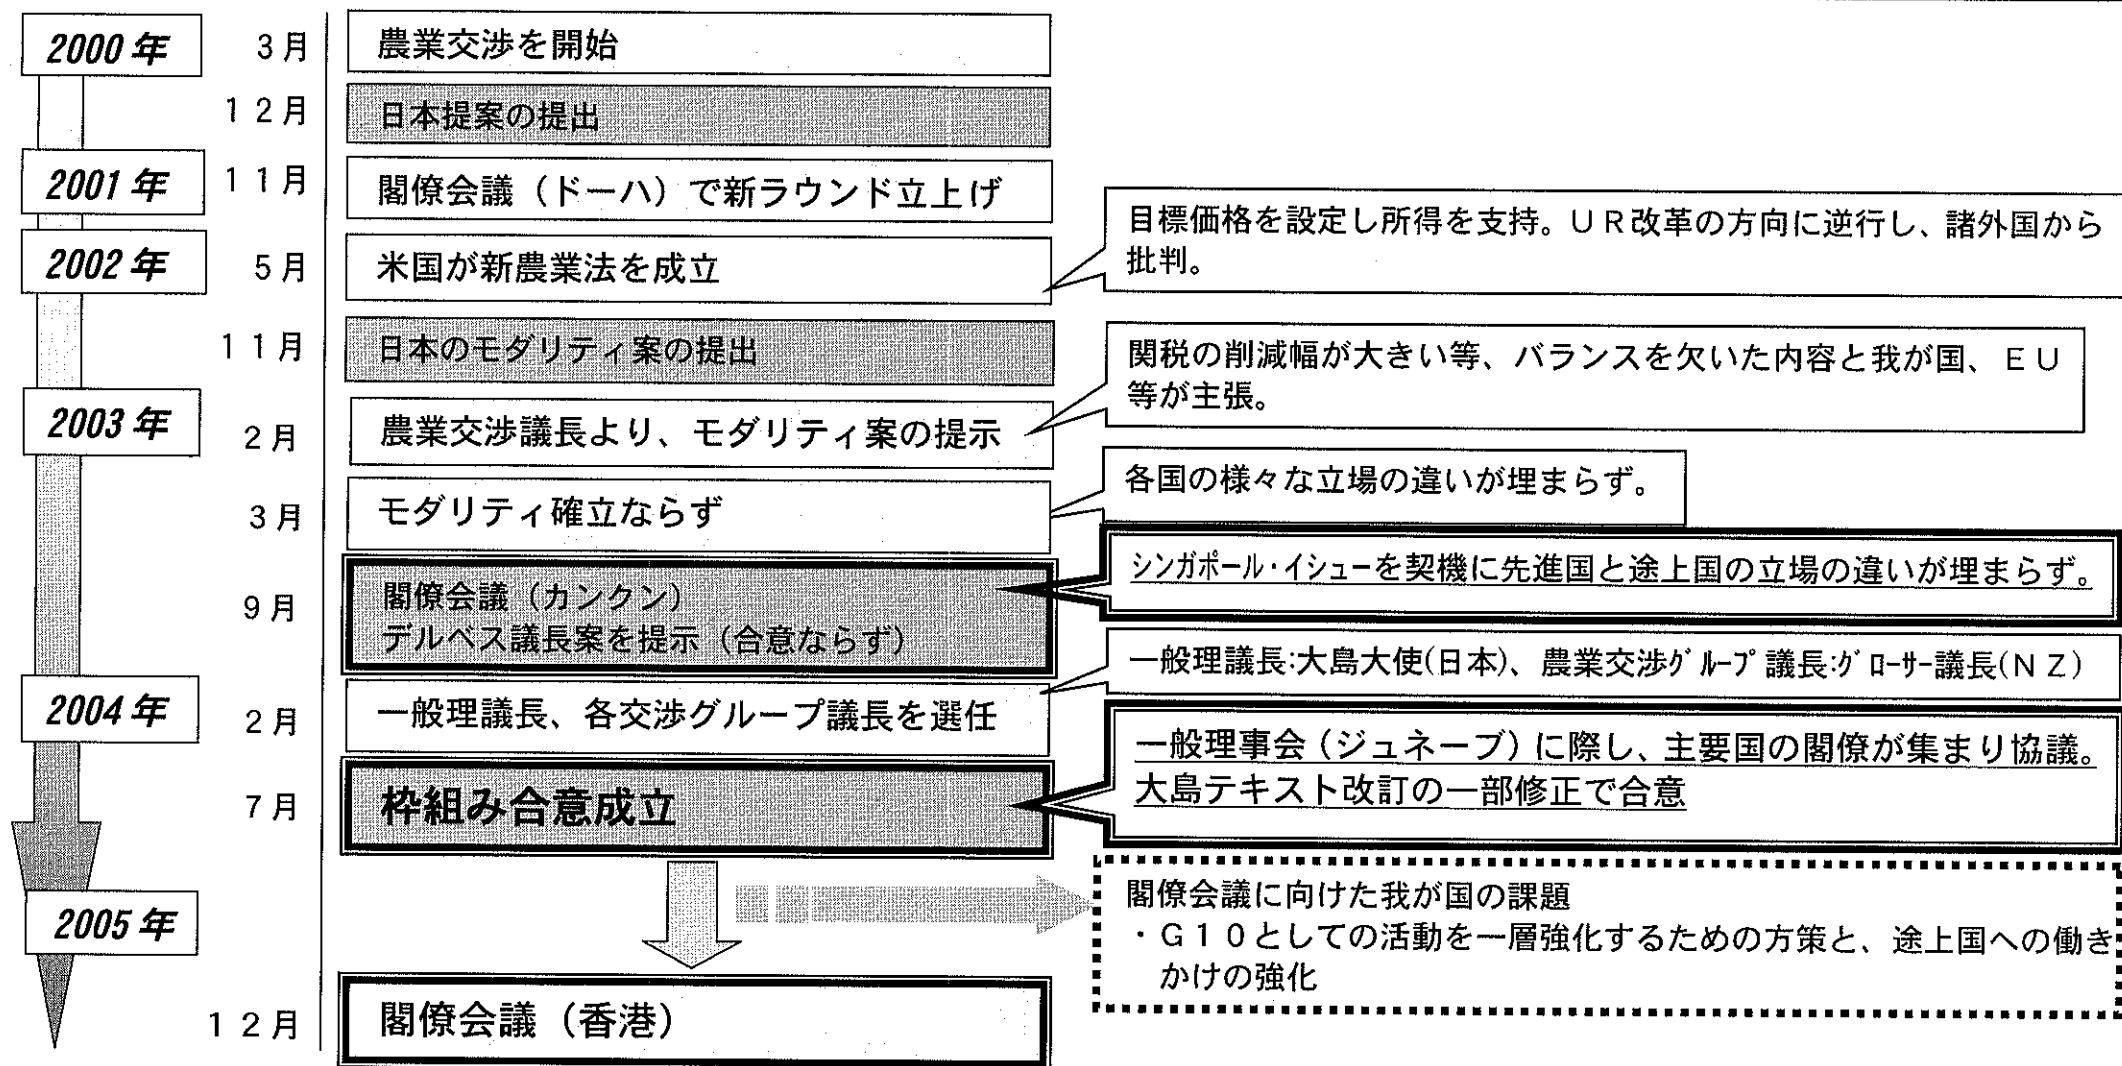 2000年
3月
農業交渉を開始
12月
日本提案の提出
2001年
11月
閣僚会議（ドーハ）で新ラウンド立上げ
2002年
5月
米国が新農業法を成立
目標価格を設定し所得を支持。ＵＲ改革の方向に逆行し、諸外国から
批判。
11月
日本のモダリティ案の提出
2003年
2月
農業交渉議長より、モダリティ案の提示
関税の削減幅が大きい等、バランスを欠いた内容と我が国、ＥＵ
等が主張。
3月
モダリティ確立ならず
各国の様々な立場の違いが埋まらず。
9月
閣僚会議（カンクン）
デルベス議長案を提示（合意ならず）
シンガポール・イシューを契機に先進国と途上国の立場の違いが埋まらず。
2004年
2月
一般理議長、各交渉グループ議長を選任
一般理議長:大島大使(日本)、農業交渉グループ議長:グローサー議長(ＮＺ)
7月
枠組み合意成立
一般理事会（ジュネーブ）に際し、主要国の閣僚が集まり協議。
大島テキスト改訂の一部修正で合意
2005年
閣僚会議に向けた我が国の課題
・Ｇ１０としての活動を一層強化するための方策と、途上国への働き
かけの強化
12月
閣僚会議（香港）